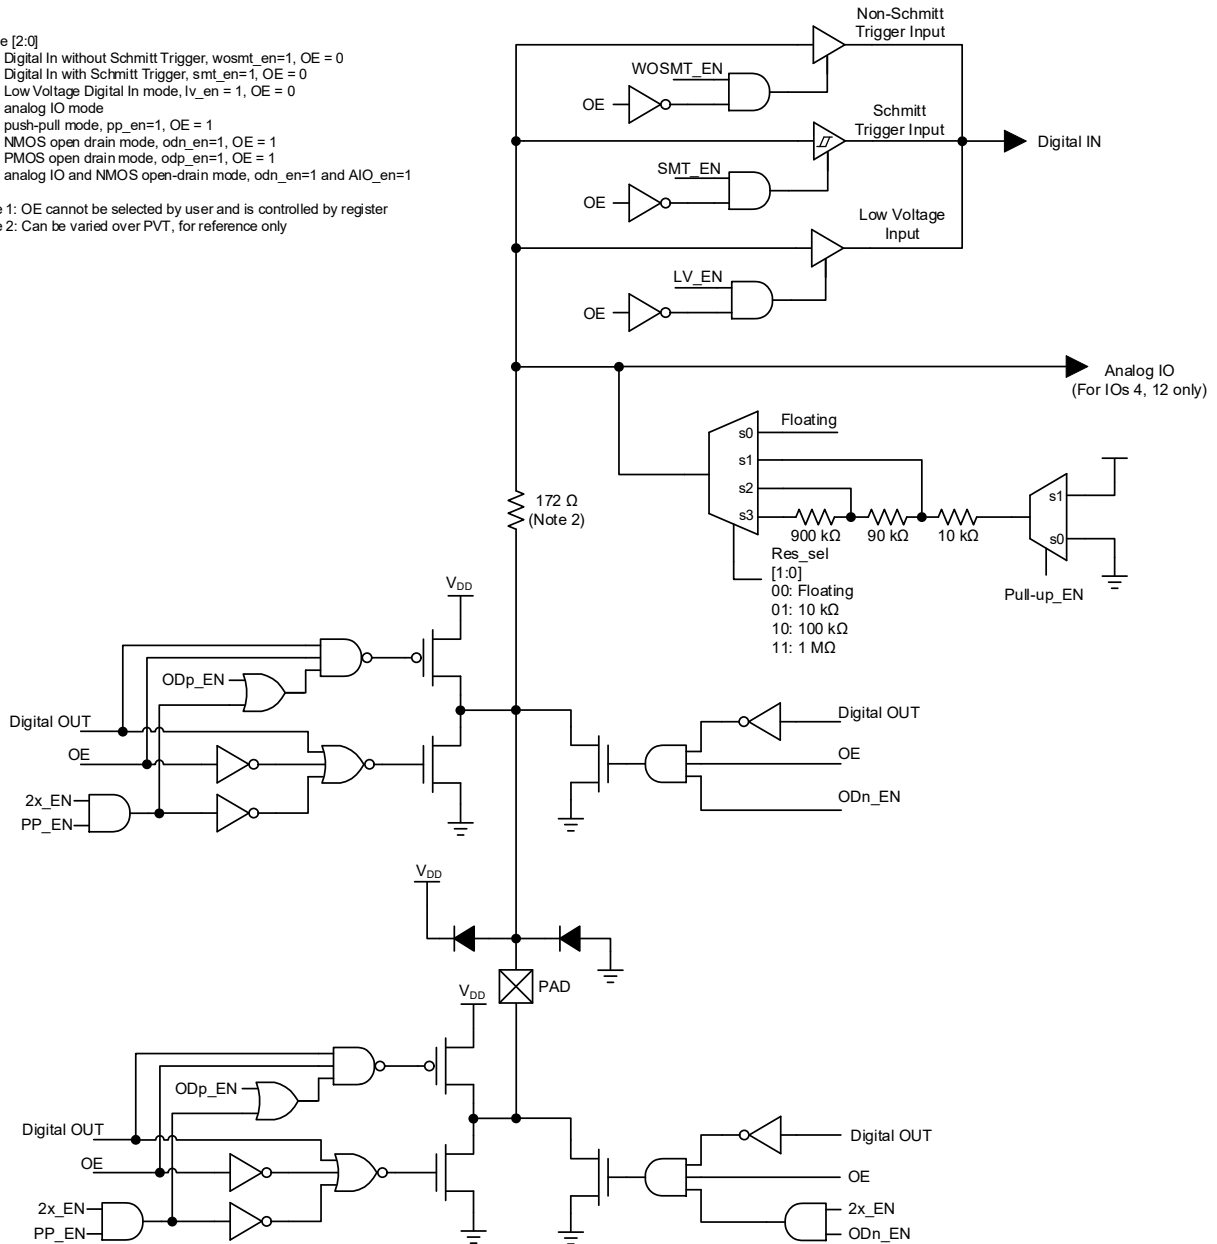 e [2:0]
Digital In without Schmitt Trigger, wosmt_en=1, OE = 0
Digital In with Schmitt Trigger, smt_en=1, OE = 0
Low Voltage Digital In mode, lv_en = 1, OE = 0
analog IO mode
push-pull mode, pp_en=1, OE = 1
NMOS open drain mode, odn_en=1, OE = 1
PMOS open drain mode, odp_en=1, OE = 1
analog IO and NMOS open-drain mode, odn_en=1 and AIO_en=1
e 1: OE cannot be selected by user and is controlled by register
e 2: Can be varied over PVT, for reference only
Non-Schmitt
Trigger Input
WOSMT_EN
OE
Schmitt
Trigger Input
Digital IN
SMT_EN
OE
Low Voltage
Input
LV_EN
OE
Analog IO
(For IOs 4, 12 only)
Floating
s0
s1
s2
s3
900 kΩ
90 kΩ
10 kΩ
s1
s0
Pull-up_EN
Res_sel
[1:0]
00: Floating
01: 10 kΩ
10: 100 kΩ
11: 1 MΩ
172 Ω
(Note 2)
VDD
ODp_EN
Digital OUT
OE
2x_EN
PP_EN
Digital OUT
OE
ODn_EN
VDD
PAD
VDD
ODp_EN
Digital OUT
OE
2x_EN
PP_EN
Digital OUT
OE
2x_EN
ODn_EN